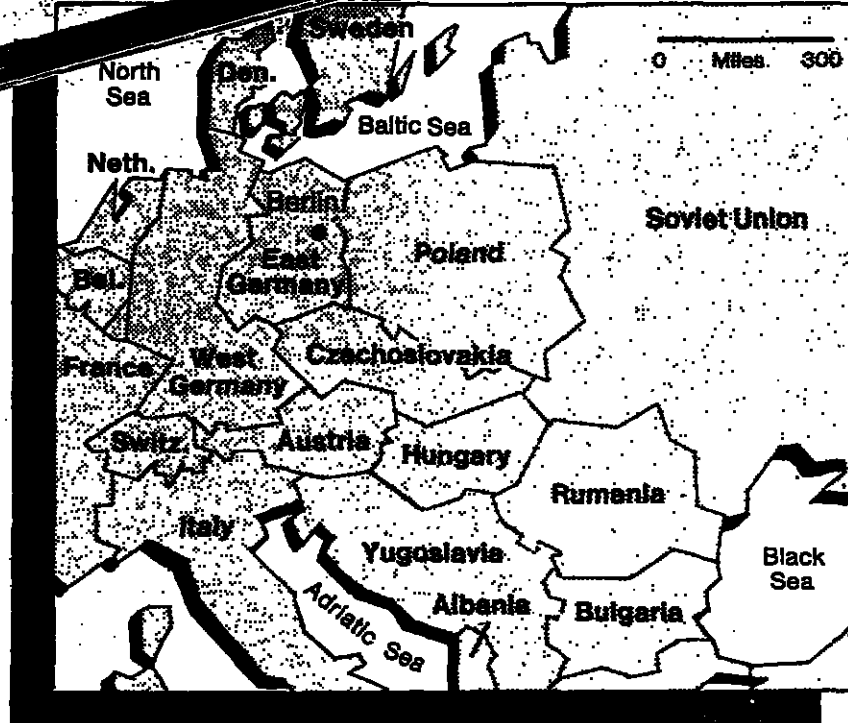 Sweden
North
Sea
Den.
0 Miles 300
Baltic Sea
Neth.
Berlin
Soviet Union
East
Germany
Poland
Bel.
France
West
Germany
Czechoslovakia
Switz.
Austria
Hungary
Rumania
Italy
Yugoslavia
Black
Sea
Adriatic Sea
Albania
Bulgaria